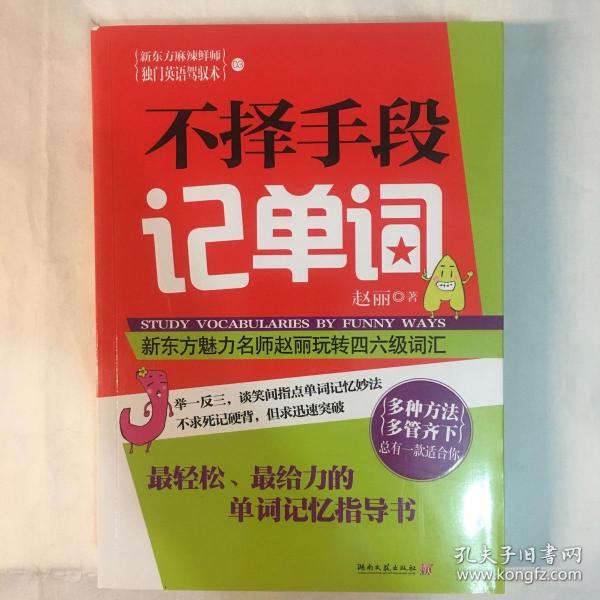 新东方麻辣鲜师
独门英语驾驭术
03
不择手段
记单词
赵丽◎著
STUDY VOCABULARIES BY FUNNY WAYS
新东方魅力名师赵丽玩转四六级词汇
举一反三，谈笑间指点单词记忆妙法
不求死记硬背，但求迅速突破
多种方法
多管齐下
总有一款适合你
最轻松、最给力的
单词记忆指导书
湖南文艺出版社
孔夫子旧书网
www.kongfz.com